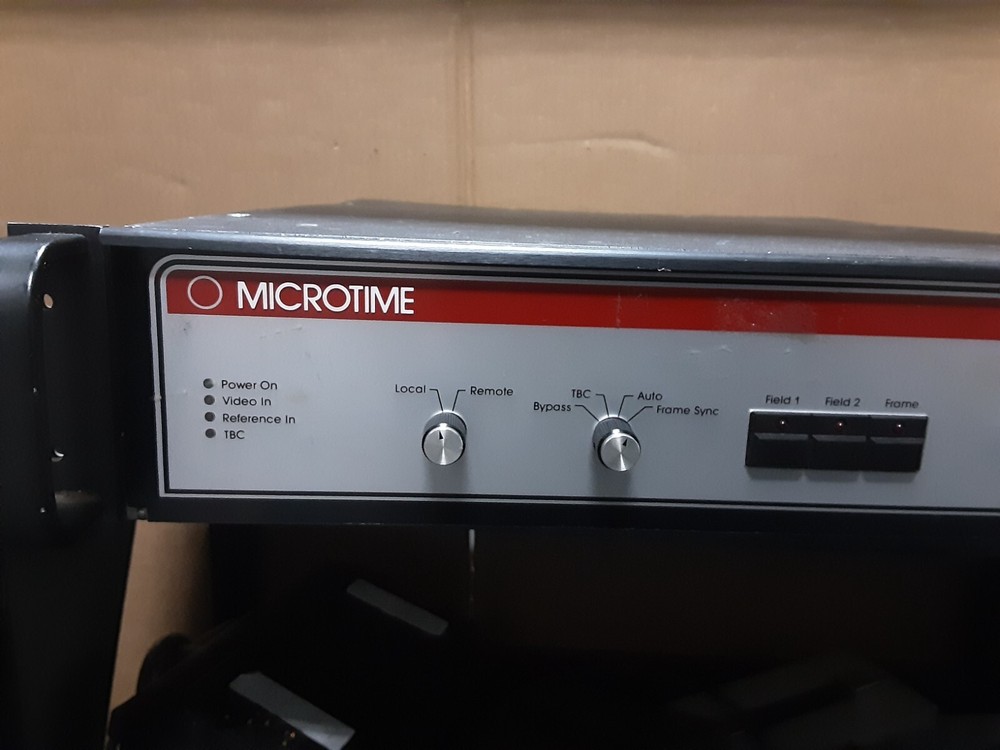 MICROTIME
Power On
Video In
Reference In
TBC
Local Remote
TBC Auto
Bypass Frame Sync
Field 1 Field 2 Frame